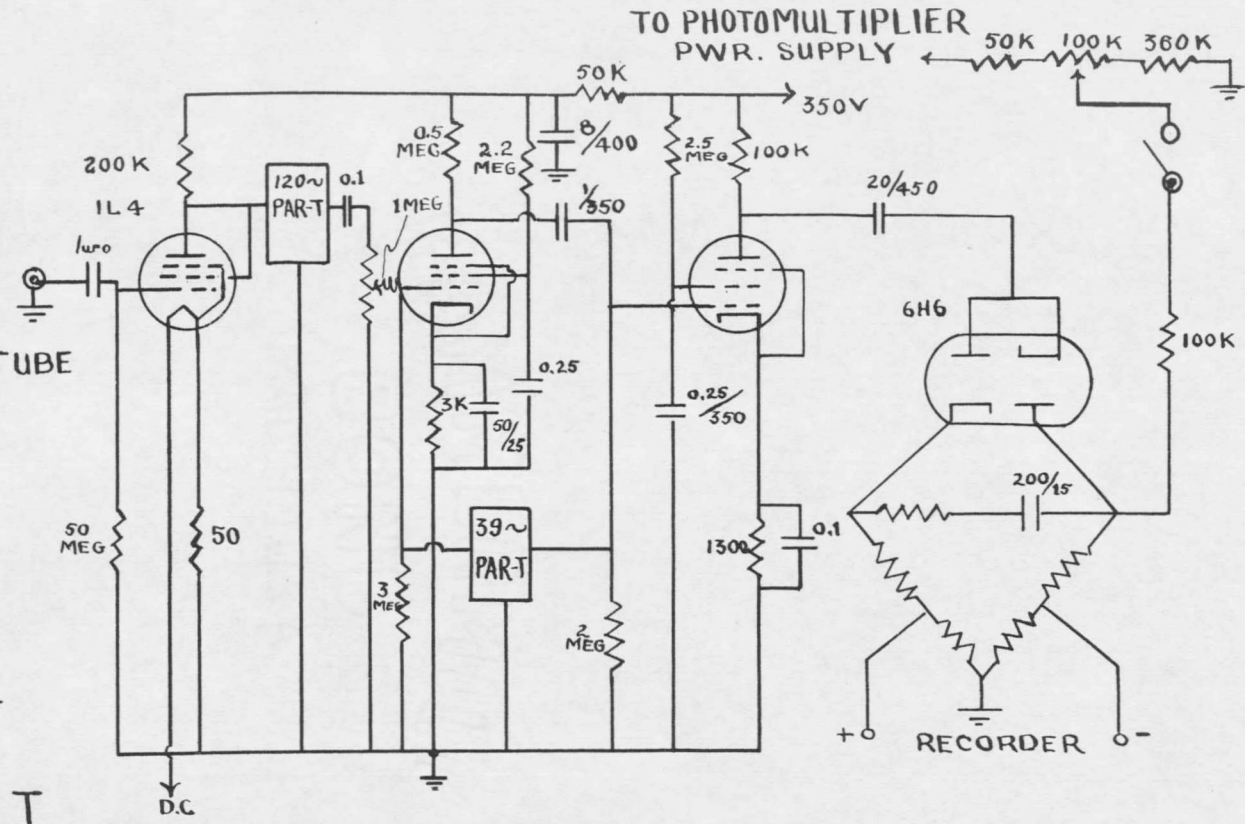 TO PHOTOMULTIPLIER
PWR. SUPPLY
50K
100K
360K
50K
350V
0.5
MEG
2.2
MEG
8/400
2.5
MEG
100K
200K
1L4
120~
PAR-T
0.1
1MEG
1/350
20/450
6H6
100K
TUBE
0.25
3K
50/25
0.25/350
200/15
50
MEG
50
39~
PAR-T
1300
0.1
3
MEG
2
MEG
+
RECORDER
-
D.C.
T